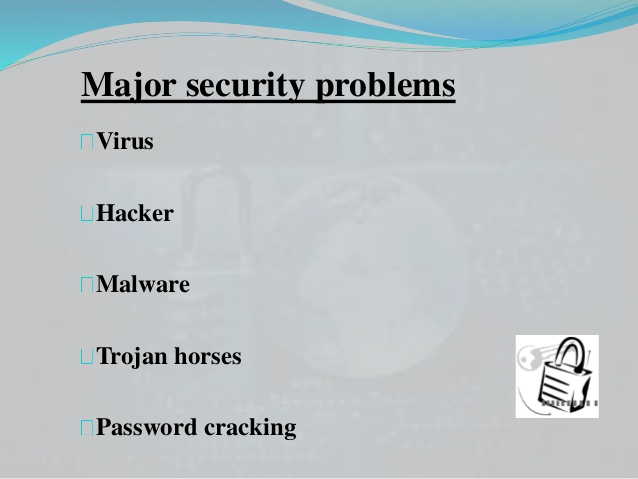 Major security problems
Virus
Hacker
Malware
Trojan horses
Password cracking